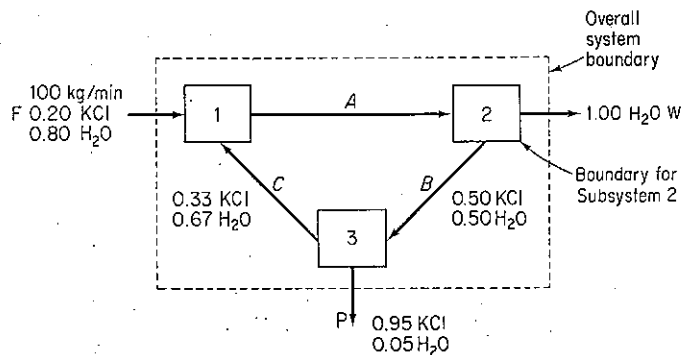 Overall
system
boundary
100 kg/min
F 0.20 KCl
0.80 H₂O
1
A
2
1.00 H₂O W
C
B
0.33 KCl
0.67 H₂O
0.50 KCl
0.50 H₂O
Boundary for
Subsystem 2
3
P
0.95 KCl
0.05 H₂O